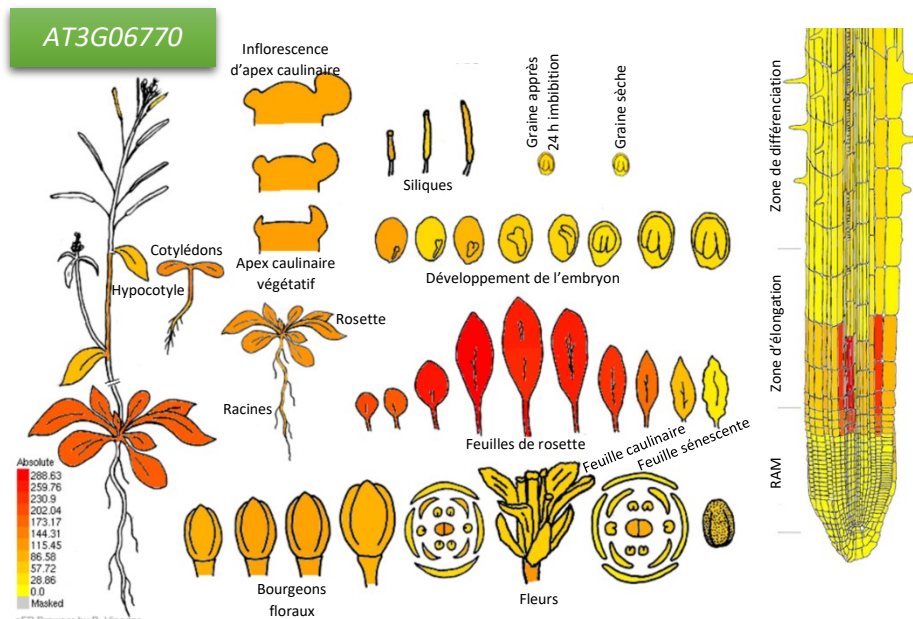 AT3G06770
Inflorescence
d'apex caulinaire
Graine apprès
24 h imbibition
Graine sèche
Siliques
Cotylédons
Hypocotyle
Apex caulinaire
végétatif
Développement de l'embryon
Rosette
Racines
Feuilles de rosette
Feuille caulinaire
Feuille sénescente
Absolute
288.63
259.76
230.9
202.04
173.17
144.31
115.45
86.58
57.72
28.86
0.0
Masked
Bourgeons
floraux
Fleurs
Zone de différenciation
Zone d'élongation
RAM